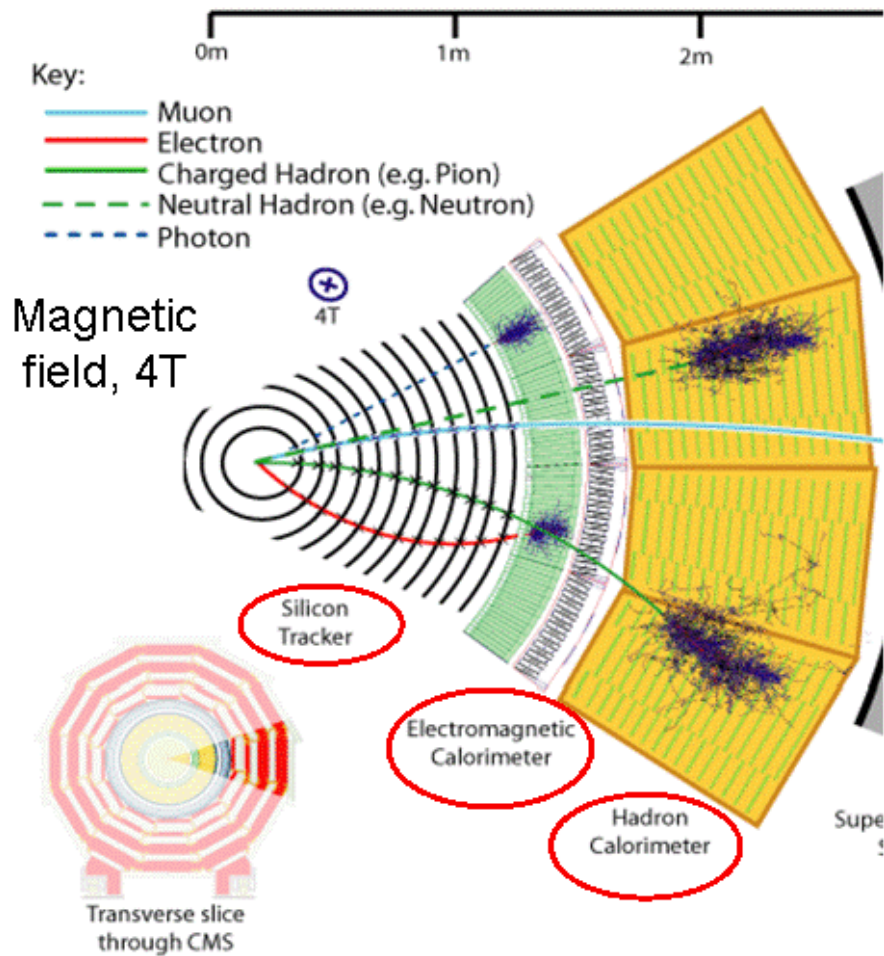 0m 1m 2m
Key:
Muon
Electron
Charged Hadron (e.g. Pion)
Neutral Hadron (e.g. Neutron)
Photon
4T
Magnetic
field, 4T
Silicon
Tracker
Electromagnetic
Calorimeter
Hadron
Calorimeter
Supe
S
Transverse slice
through CMS